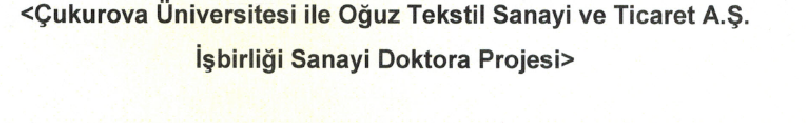 <Çukurova Üniversitesi ile Oğuz Tekstil Sanayi ve Ticaret A.Ş.
İşbirliği Sanayi Doktora Projesi>